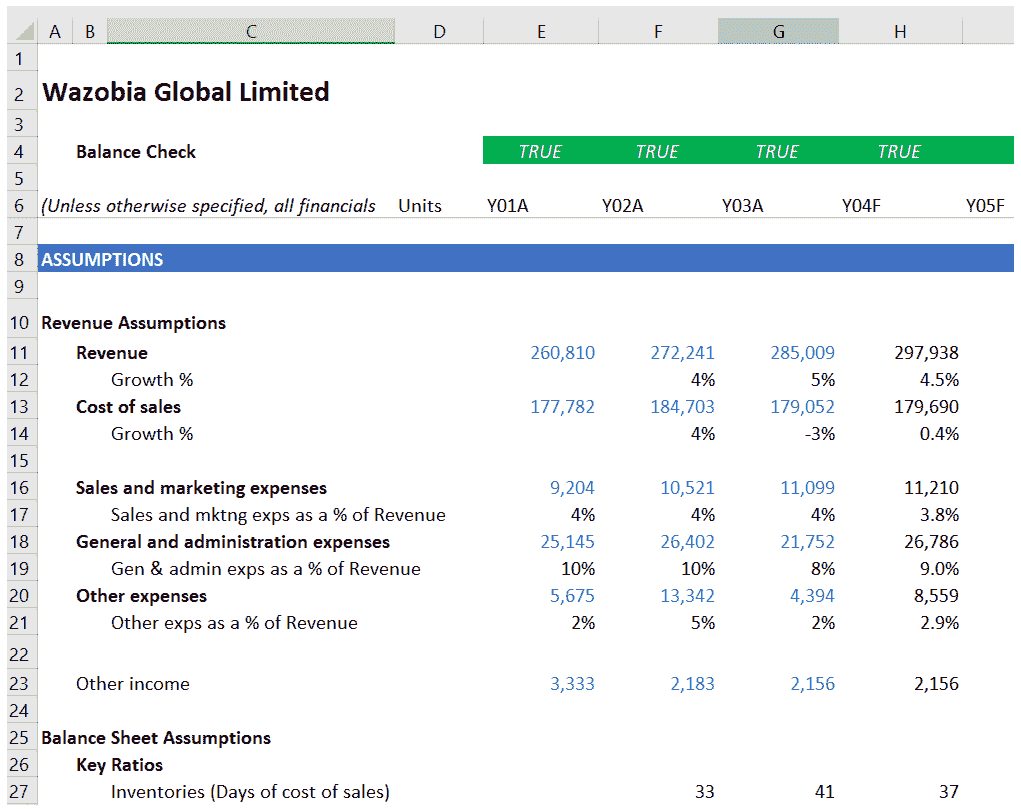 A B C D E F G H
1
2 Wazobia Global Limited
3
4 Balance Check TRUE TRUE TRUE TRUE
5
6 (Unless otherwise specified, all financials Units Y01A Y02A Y03A Y04F Y05F
7
8 ASSUMPTIONS
9
10 Revenue Assumptions
11 Revenue 260,810 272,241 285,009 297,938
12 Growth % 4% 5% 4.5%
13 Cost of sales 177,782 184,703 179,052 179,690
14 Growth % 4% -3% 0.4%
15
16 Sales and marketing expenses 9,204 10,521 11,099 11,210
17 Sales and mktng exps as a % of Revenue 4% 4% 4% 3.8%
18 General and administration expenses 25,145 26,402 21,752 26,786
19 Gen & admin exps as a % of Revenue 10% 10% 8% 9.0%
20 Other expenses 5,675 13,342 4,394 8,559
21 Other exps as a % of Revenue 2% 5% 2% 2.9%
22
23 Other income 3,333 2,183 2,156 2,156
24
25 Balance Sheet Assumptions
26 Key Ratios
27 Inventories (Days of cost of sales) 33 41 37